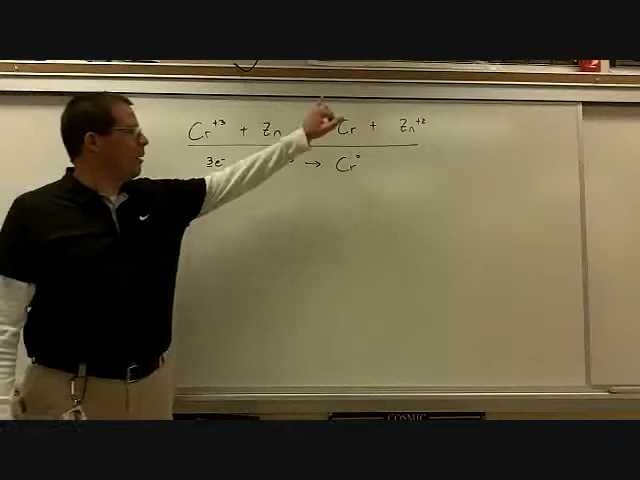 Cr+3 + Zn Cr + Zn+2
3e- → Cr°
COSMIC